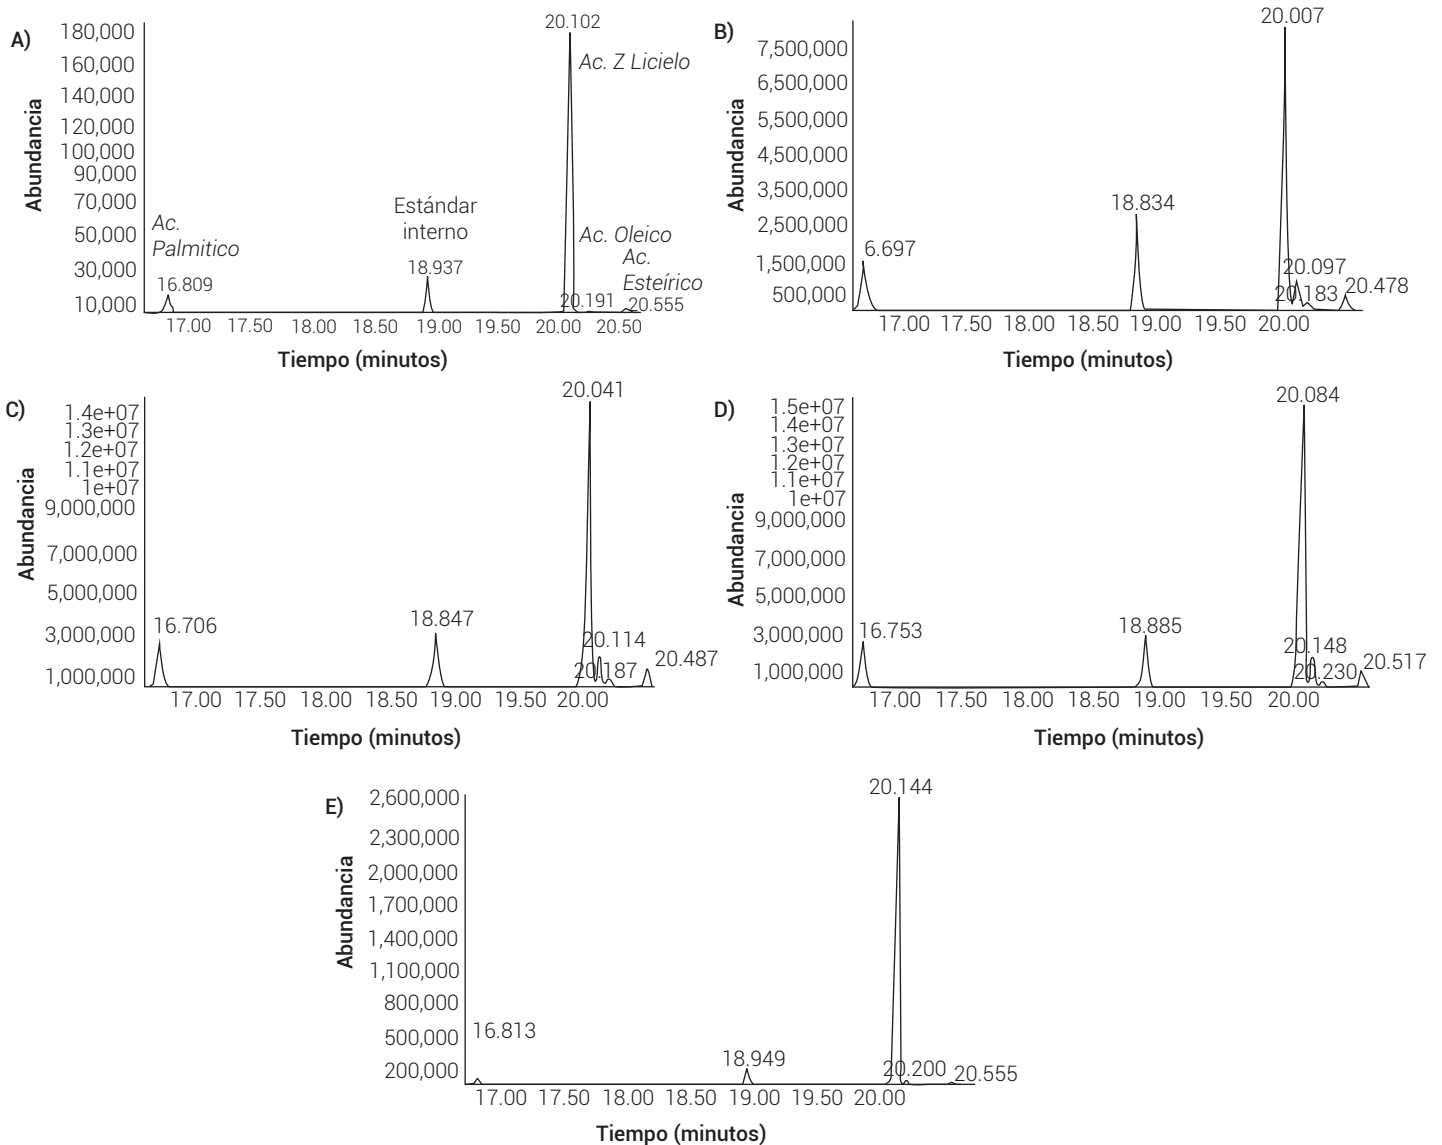 A)
Abundancia
180,000
160,000
140,000
120,000
100,000
90,000
70,000
50,000
30,000
10,000
20.102
Ac. Z Licielo
Ac.
Palmitico
16.809
Estándar
interno
18.937
Ac. Oleico
Ac.
Esteírico
20.191
20.555
17.00 17.50 18.00 18.50 19.00 19.50 20.00 20.50
Tiempo (minutos)
B)
Abundancia
7,500,000
6,500,000
5,500,000
4,500,000
3,500,000
2,500,000
1,500,000
500,000
20.007
18.834
6.697
20.097
20.183
20.478
17.00 17.50 18.00 18.50 19.00 19.50 20.00
Tiempo (minutos)
C)
Abundancia
1.4e+07
1.3e+07
1.2e+07
1.1e+07
1e+07
9,000,000
7,000,000
5,000,000
3,000,000
1,000,000
20.041
16.706
18.847
20.114
20.187
20.487
17.00 17.50 18.00 18.50 19.00 19.50 20.00
Tiempo (minutos)
D)
Abundancia
1.5e+07
1.4e+07
1.3e+07
1.2e+07
1.1e+07
1e+07
9,000,000
7,000,000
5,000,000
3,000,000
1,000,000
20.084
16.753
18.885
20.148
20.230
20.517
17.00 17.50 18.00 18.50 19.00 19.50 20.00
Tiempo (minutos)
E)
Abundancia
2,600,000
2,300,000
2,000,000
1,700,000
1,400,000
1,100,000
800,000
500,000
200,000
20.144
16.813
18.949
20.200
20.555
17.00 17.50 18.00 18.50 19.00 19.50 20.00
Tiempo (minutos)